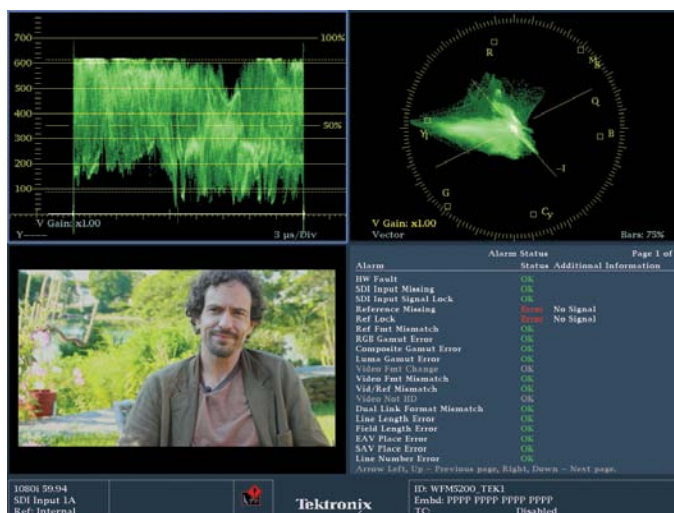 700
100%
600
500
400
50%
300
200
100
V Gain: x1.00
Y-----
3 µs/Div
R
Mg
Q
B
Yl
-I
G
Cy
V Gain: x1.00
Vector
Bars: 75%
Alarm Status Page 1 of
Alarm Status Additional Information
HW Fault OK
SDI Input Missing OK
SDI Input Signal Lock OK
Reference Missing Error No Signal
Ref Lock Error No Signal
Ref Fmt Mismatch OK
RGB Gamut Error OK
Composite Gamut Error OK
Luma Gamut Error OK
Video Fmt Change OK
Video Fmt Mismatch OK
Vid/Ref Mismatch OK
Video Not HD OK
Dual Link Format Mismatch OK
Line Length Error OK
Field Length Error OK
EAV Place Error OK
SAV Place Error OK
Line Number Error OK
Arrow Left, Up - Previous page, Right, Down - Next page.
1080i 59.94
SDI Input 1A
Ref: Internal
Tektronix
ID: WFM5200_TEK1
Embd: PPPP PPPP PPPP PPPP
TC: Disabled